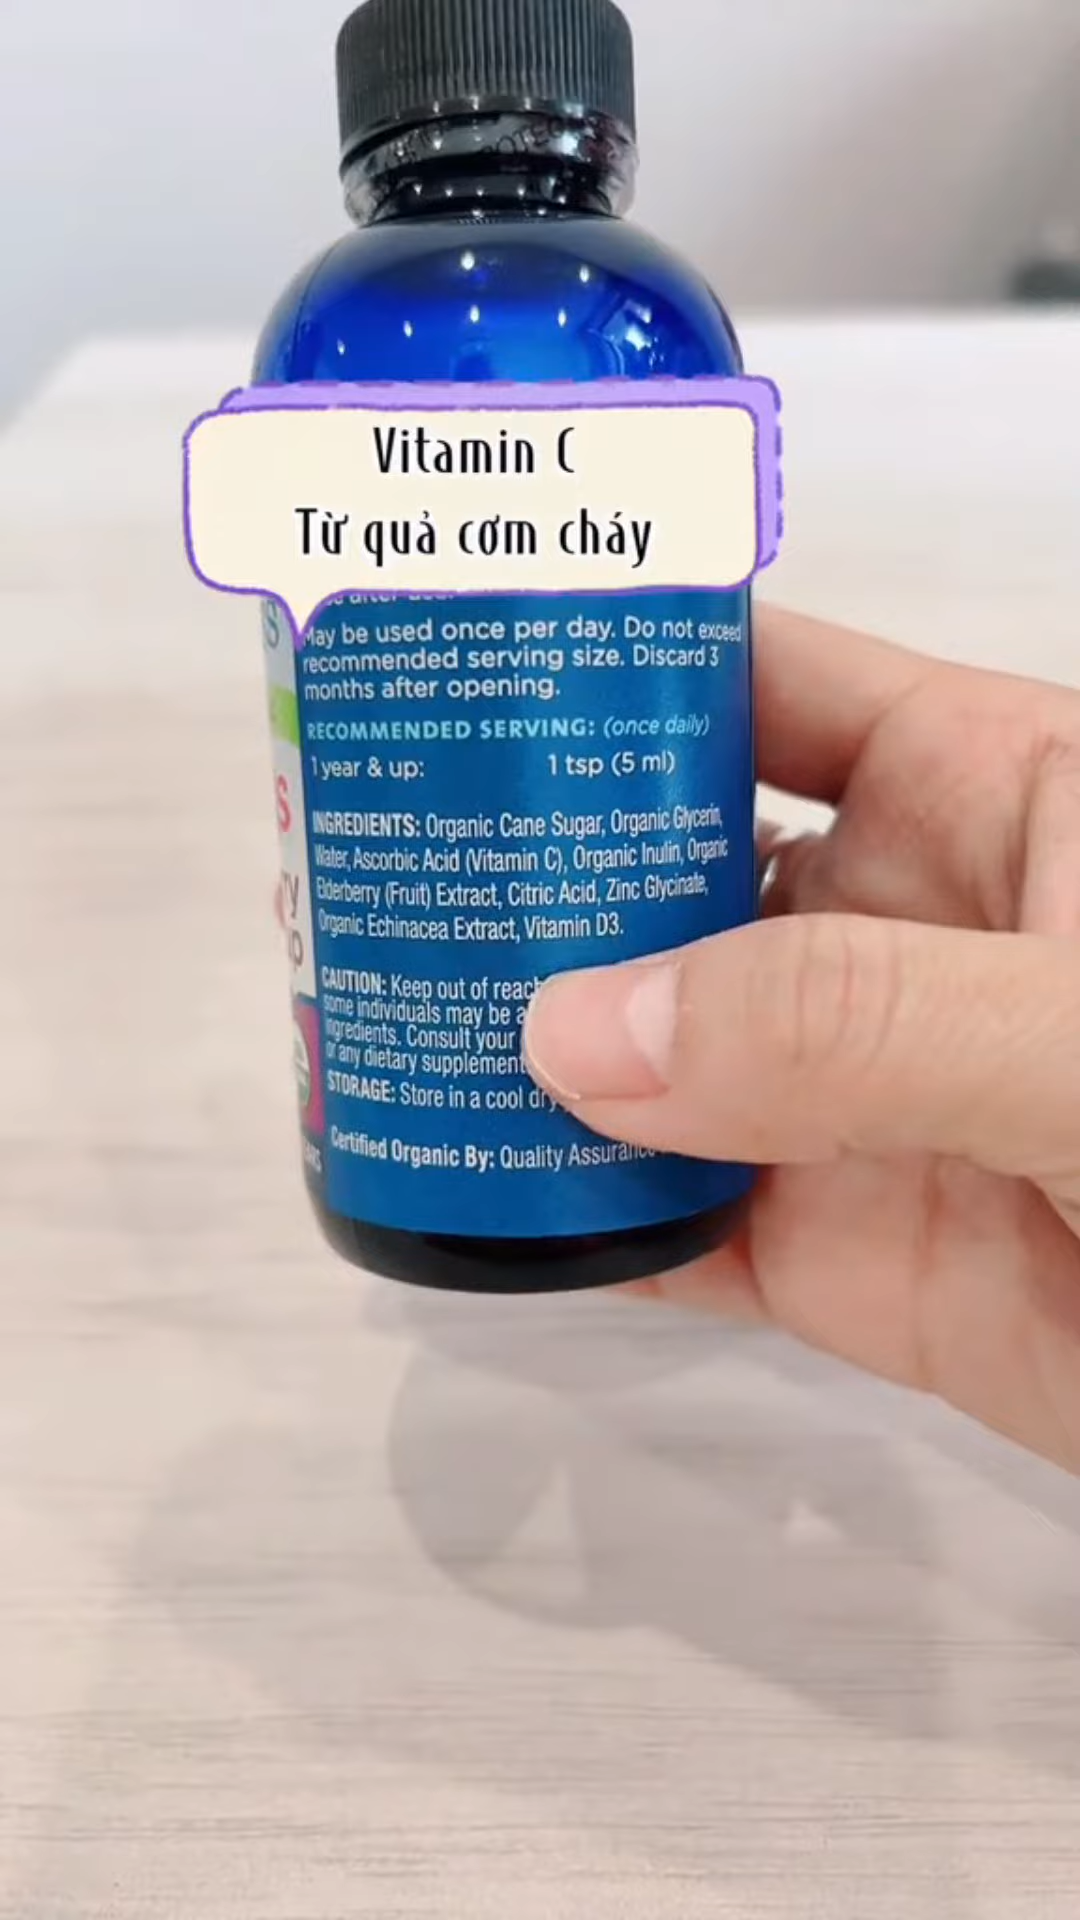 Vitamin C
Từ quả cơm cháy
May be used once per day. Do not exceed
recommended serving size. Discard 3
months after opening.
RECOMMENDED SERVING: (once daily)
1 year & up: 1 tsp (5 ml)
INGREDIENTS: Organic Cane Sugar, Organic Glycerin,
Water, Ascorbic Acid (Vitamin C), Organic Inulin, Organic
Elderberry (Fruit) Extract, Citric Acid, Zinc Glycinate,
Organic Echinacea Extract, Vitamin D3.
CAUTION: Keep out of reach
some individuals may be
ingredients. Consult your
or any dietary supplement
STORAGE: Store in a cool dry
Certified Organic By: Quality Assurance